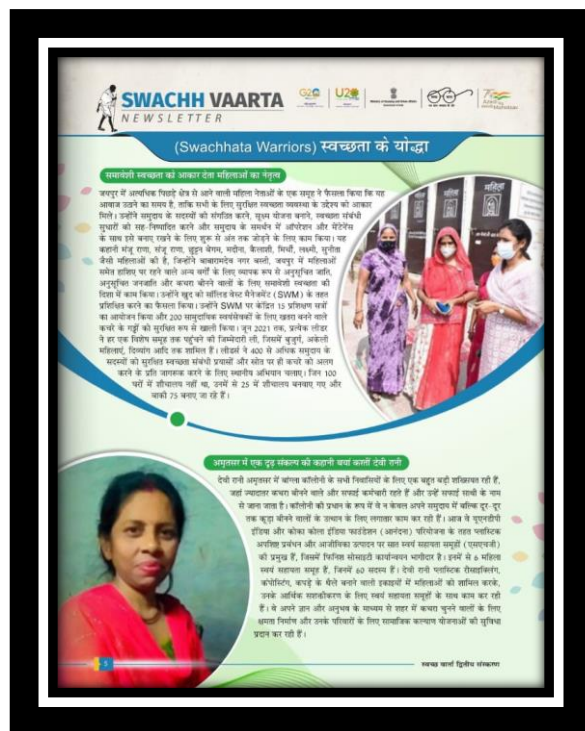 SWACHH VAARTA
NEWSLETTER
(Swachhata Warriors) स्वच्छता के योद्धा
समावेशी स्वच्छता को आकार देता महिलाओं का नेतृत्व
जयपुर में अत्यधिक पिछड़े क्षेत्र से आने वाली महिला नेताओं के एक समूह ने फैसला किया कि यह
आवाज उठाने का समय है, ताकि सभी के लिए सुरक्षित स्वच्छता व्यवस्था के उद्देश्य को आकार
मिले। उन्होंने समुदाय के सदस्यों को संगठित करने, सूक्ष्म योजना बनाने, स्वच्छता संबंधी
सुधारों को सह-निष्पादित करने और समुदाय के समर्थन में ऑपरेशन और मेंटेनेंस
के साथ इसे बनाए रखने के लिए शुरू से अंत तक जोड़ने के लिए काम किया। यह
कहानी मंजू राणा, संजू राणा, हुड्न बेगम, मदीना, कैलाशी, मिथी, लक्ष्मी, सुनीता
जैसी महिलाओं की है, जिन्होंने बाबारामदेव नगर बस्ती, जयपुर में महिलाओं
समेत हाशिए पर रहने वाले अन्य वर्गों के लिए व्यापक रूप से अनुसूचित जाति,
अनुसूचित जनजाति और कचरा बीनने वालों के लिए समावेशी स्वच्छता की
दिशा में काम किया। उन्होंने खुद को सॉलिड वेस्ट मैनेजमेंट (SWM) के तहत
प्रशिक्षित करने का फैसला किया। उन्होंने SWM पर केंद्रित 15 प्रशिक्षण सत्रों
का आयोजन किया और 200 सामुदायिक स्वयंसेवकों के लिए खतरा बनने वाले
कचरे के गड्ढों को सुरक्षित रूप से खाली किया। जून 2021 तक, प्रत्येक लीडर
ने हर एक विशेष समूह तक पहुंचने की जिम्मेदारी ली, जिसमें बुजुर्ग, अकेली
महिलाएं, दिव्यांग आदि तक शामिल हैं। लीडर्स ने 400 से अधिक समुदाय के
सदस्यों को सुरक्षित स्वच्छता संबंधी प्रयासों और स्रोत पर ही कचरे को अलग
करने के प्रति जागरूक करने के लिए स्थानीय अभियान चलाए। जिन 100
घरों में शौचालय नहीं था, उनमें से 25 में शौचालय बनवाए गए और
बाकी 75 बनाए जा रहे हैं।
महिला
अमृतसर में एक दृढ़ संकल्प की कहानी बयां करतीं देवी रानी
देवी रानी अमृतसर में बांग्ला कॉलोनी के सभी निवासियों के लिए एक बहुत बड़ी शख्सियत रही हैं,
जहां ज्यादातर कचरा बीनने वाले और सफाई कर्मचारी रहते हैं और उन्हें सफाई साथी के नाम
से जाना जाता है। कॉलोनी की प्रधान के रूप में वे न केवल अपने समुदाय में बल्कि दूर-दूर
तक कूड़ा बीनने वालों के उत्थान के लिए लगातार काम कर रही हैं। आज वे यूएनडीपी
इंडिया और कोका कोला इंडिया फाउंडेशन (आनंदना) परियोजना के तहत प्लास्टिक
अपशिष्ट प्रबंधन और आजीविका उत्पादन पर सात स्वयं सहायता समूहों (एसएचजी)
की प्रमुख हैं, जिसमें फिनिश सोसाइटी कार्यान्वयन भागीदार है। इनमें से 6 महिला
स्वयं सहायता समूह हैं, जिनमें 60 सदस्य हैं। देवी रानी प्लास्टिक रीसाइक्लिंग,
कंपोस्टिंग, कपड़े के थैले बनाने वाली इकाइयों में महिलाओं को शामिल करके,
उनके आर्थिक सशक्तीकरण के लिए स्वयं सहायता समूहों के साथ काम कर रही
हैं। वे अपने ज्ञान और अनुभव के माध्यम से शहर में कचरा चुनने वालों के लिए
क्षमता निर्माण और उनके परिवारों के लिए सामाजिक कल्याण योजनाओं की सुविधा
प्रदान कर रही हैं।
5
स्वच्छ वार्ता द्वितीय संस्करण